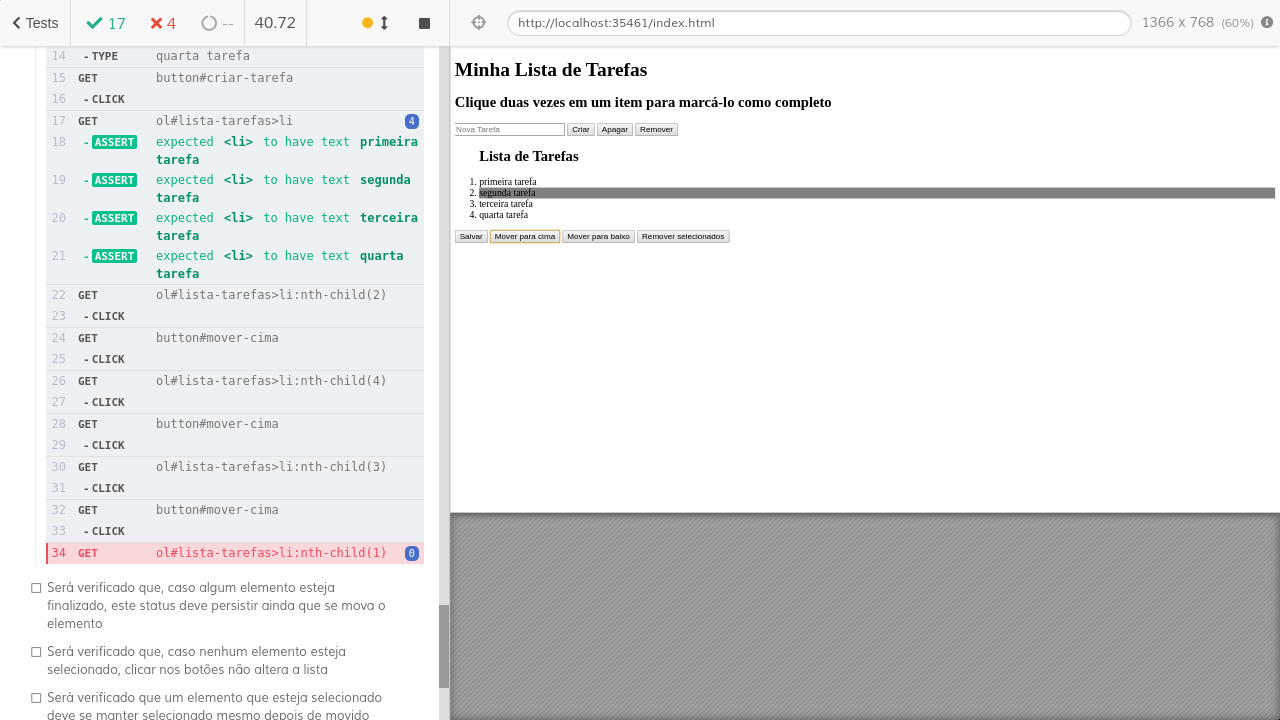 Tests
17
4
--
40.72
http://localhost:35461/index.html
1366 x 768 (60%)
14 - TYPE quarta tarefa
15 GET button#criar-tarefa
16 - CLICK
17 GET ol#lista-tarefas>li 4
18 - ASSERT expected <li> to have text primeira
tarefa
19 - ASSERT expected <li> to have text segunda
tarefa
20 - ASSERT expected <li> to have text terceira
tarefa
21 - ASSERT expected <li> to have text quarta
tarefa
22 GET ol#lista-tarefas>li:nth-child(2)
23 - CLICK
24 GET button#mover-cima
25 - CLICK
26 GET ol#lista-tarefas>li:nth-child(4)
27 - CLICK
28 GET button#mover-cima
29 - CLICK
30 GET ol#lista-tarefas>li:nth-child(3)
31 - CLICK
32 GET button#mover-cima
33 - CLICK
34 GET ol#lista-tarefas>li:nth-child(1) 0
Será verificado que, caso algum elemento esteja
finalizado, este status deve persistir ainda que se mova o
elemento
Será verificado que, caso nenhum elemento esteja
selecionado, clicar nos botões não altera a lista
Será verificado que um elemento que esteja selecionado
deve se manter selecionado mesmo depois de movido
Minha Lista de Tarefas
Clique duas vezes em um item para marcá-lo como completo
Nova Tarefa Criar Apagar Remover
Lista de Tarefas
1. primeira tarefa
2. segunda tarefa
3. terceira tarefa
4. quarta tarefa
Salvar Mover para cima Mover para baixo Remover selecionados